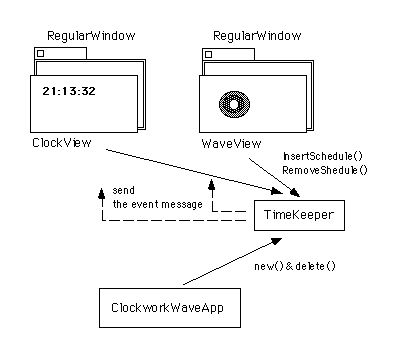 RegularWindow
RegularWindow
21:13:32
ClockView
WaveView
InsertSchedule()
RemoveShedule()
send
the event message
TimeKeeper
new() & delete()
ClockworkWaveApp